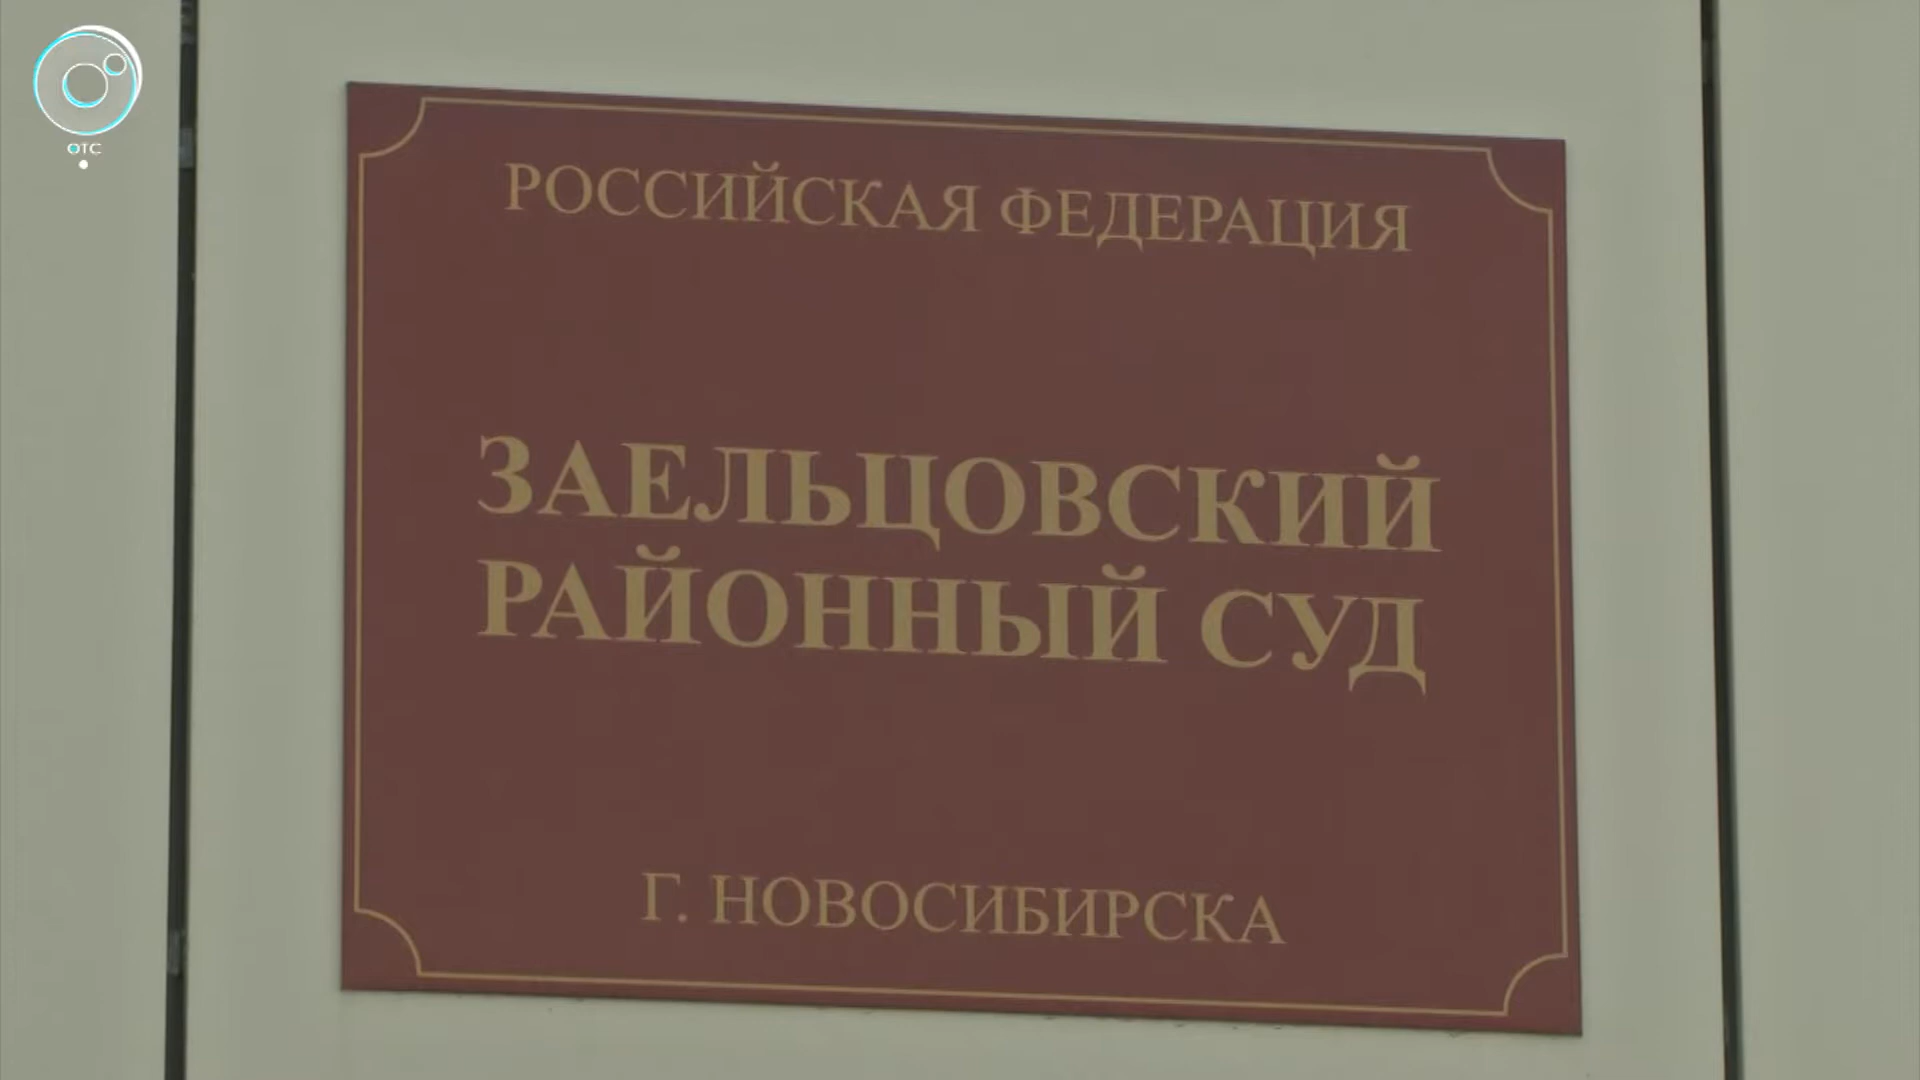 ОТС
РОССИЙСКАЯ ФЕДЕРАЦИЯ
ЗАЕЛЬЦОВСКИЙ
РАЙОННЫЙ СУД
Г. НОВОСИБИРСКА